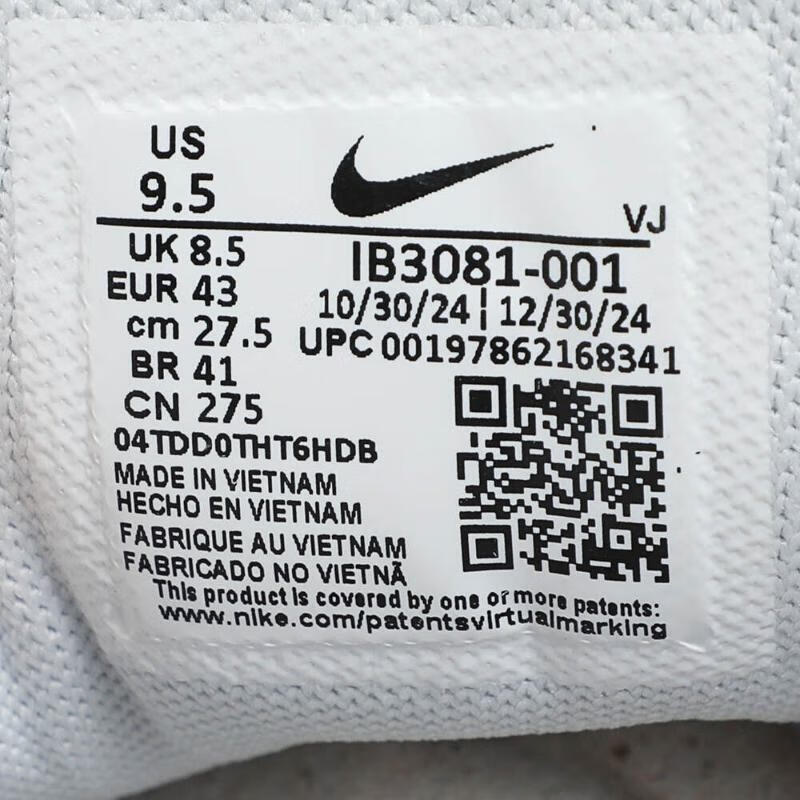 US
9.5
VJ
UK 8.5
EUR 43
cm 27.5
BR 41
CN 275
IB3081-001
10/30/24 | 12/30/24
UPC 00197862168341
04TDD0THT6HDB
MADE IN VIETNAM
HECHO EN VIETNAM
FABRIQUE AU VIETNAM
FABRICADO NO VIETNÃ
This product is covered by one or more patents:
www.nike.com/patentsvirtualmarking